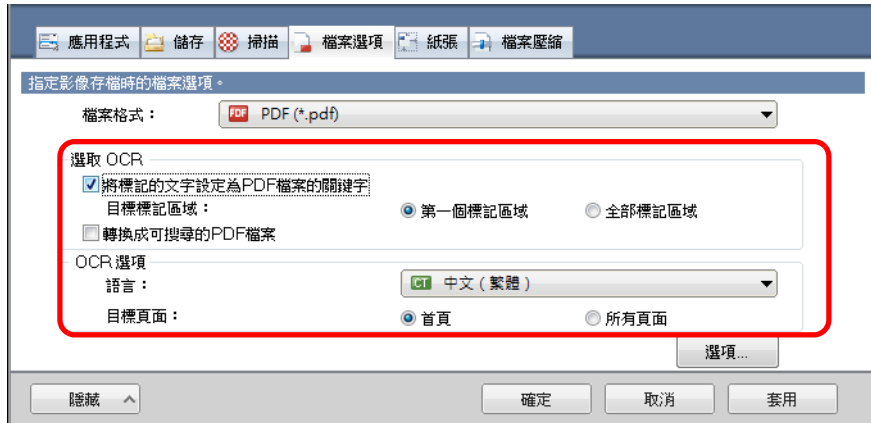 應用程式 儲存 掃描 檔案選項 紙張 檔案壓縮
指定影像存檔時的檔案選項。
檔案格式： PDF PDF (*.pdf)
選取 OCR
將標記的文字設定為PDF檔案的關鍵字
目標標記區域： 第一個標記區域 全部標記區域
轉換成可搜尋的PDF檔案
OCR 選項
語言： CT 中文 ( 繁體 )
目標頁面： 首頁 所有頁面
選項...
隱藏 確定 取消 套用